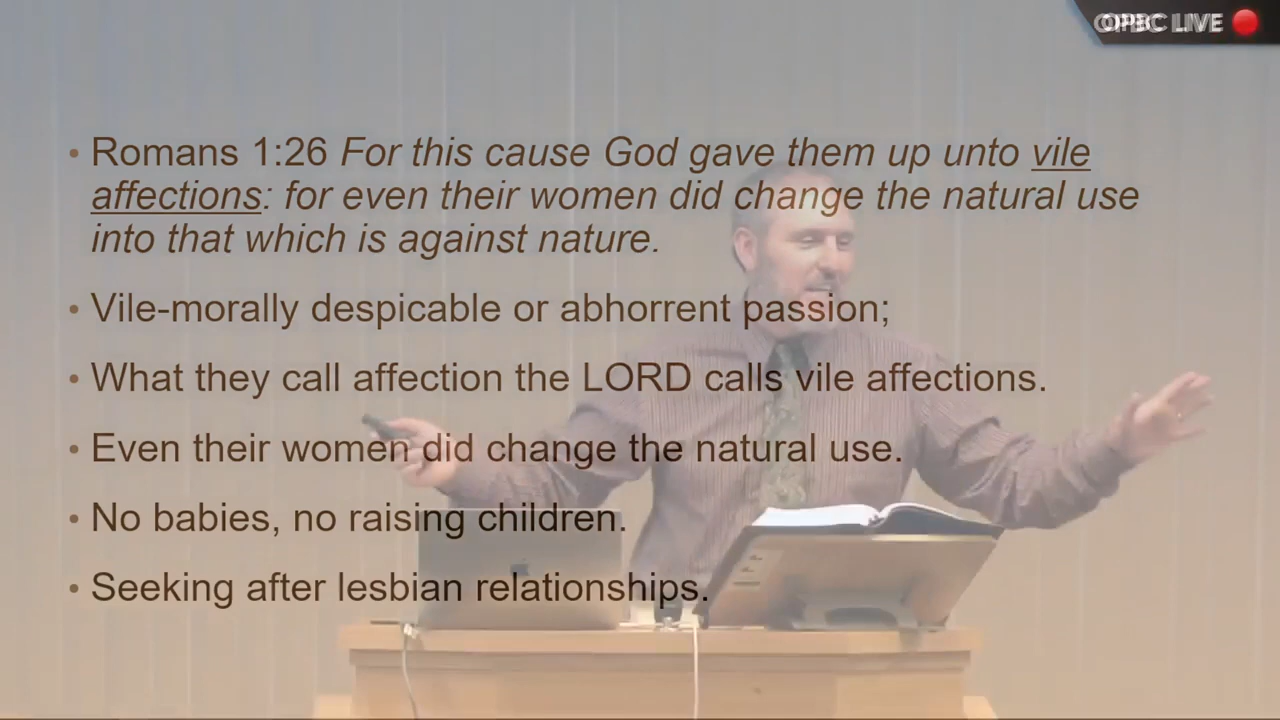 LIVE
• Romans 1:26 For this cause God gave them up unto vile
affections: for even their women did change the natural use
into that which is against nature.
• Vile-morally despicable or abhorrent passion;
• What they call affection the LORD calls vile affections.
• Even their women did change the natural use.
• No babies, no raising children.
• Seeking after lesbian relationships.